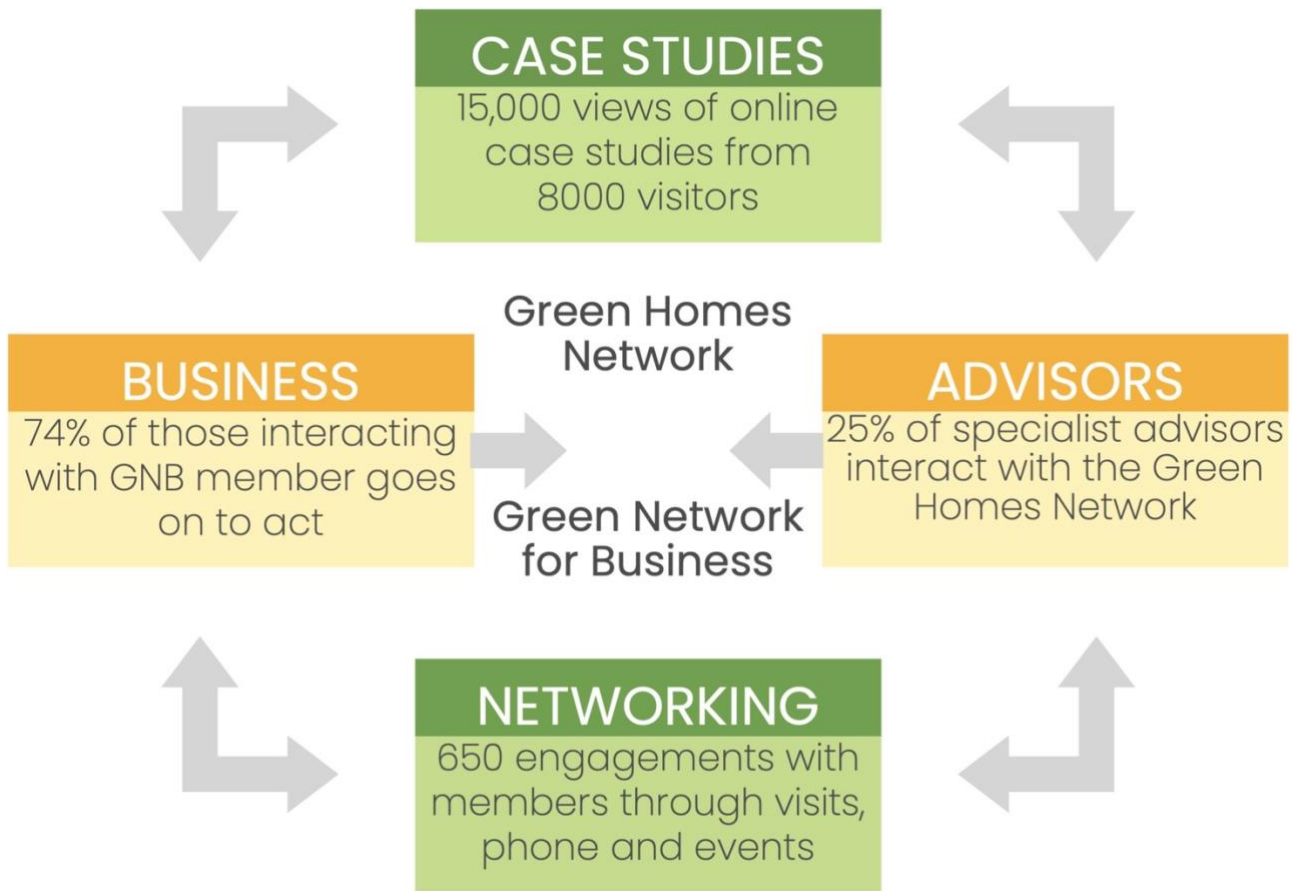 CASE STUDIES
15,000 views of online
case studies from
8000 visitors
Green Homes
Network
BUSINESS
74% of those interacting
with GNB member goes
on to act
ADVISORS
25% of specialist advisors
interact with the Green
Homes Network
Green Network
for Business
NETWORKING
650 engagements with
members through visits,
phone and events